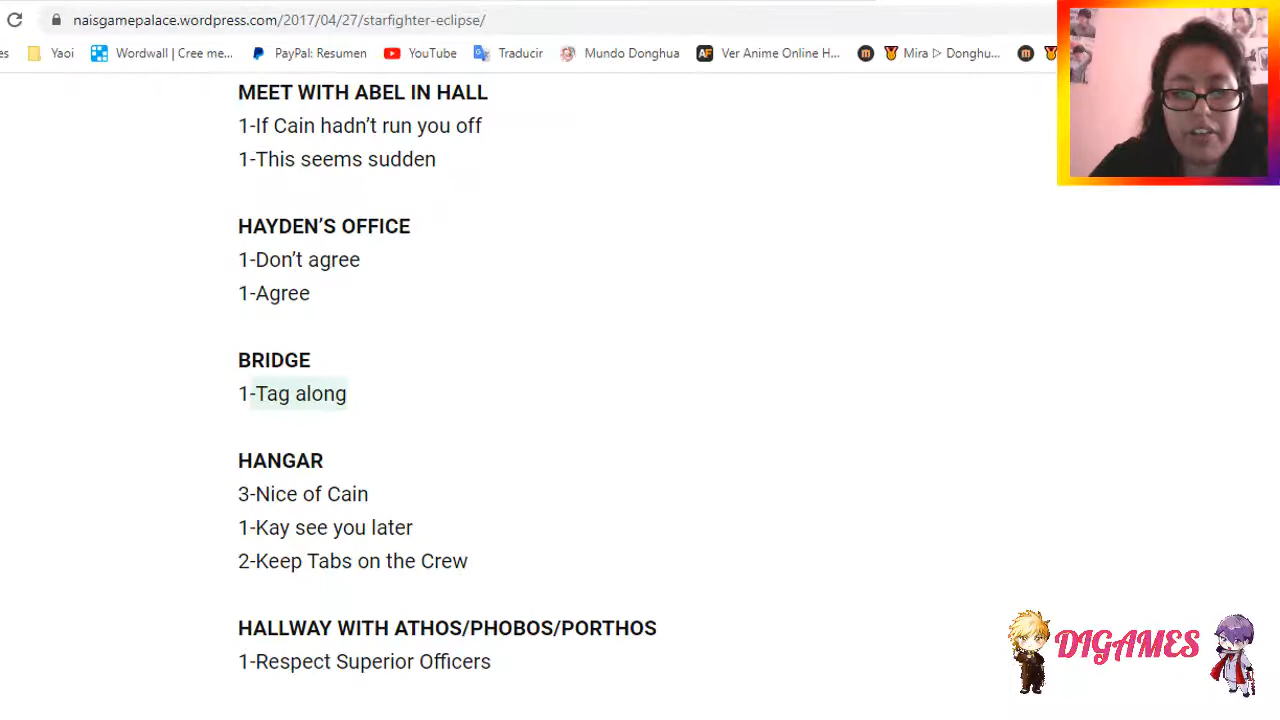 naisgamepalace.wordpress.com/2017/04/27/starfighter-eclipse/
es Yaoi Wordwall | Cree me... PayPal: Resumen YouTube Traducir Mundo Donghua Ver Anime Online H... Mira ▷ Donghu...
MEET WITH ABEL IN HALL
1-If Cain hadn’t run you off
1-This seems sudden
HAYDEN’S OFFICE
1-Don’t agree
1-Agree
BRIDGE
1-Tag along
HANGAR
3-Nice of Cain
1-Kay see you later
2-Keep Tabs on the Crew
HALLWAY WITH ATHOS/PHOBOS/PORTHOS
1-Respect Superior Officers
DIGAMES